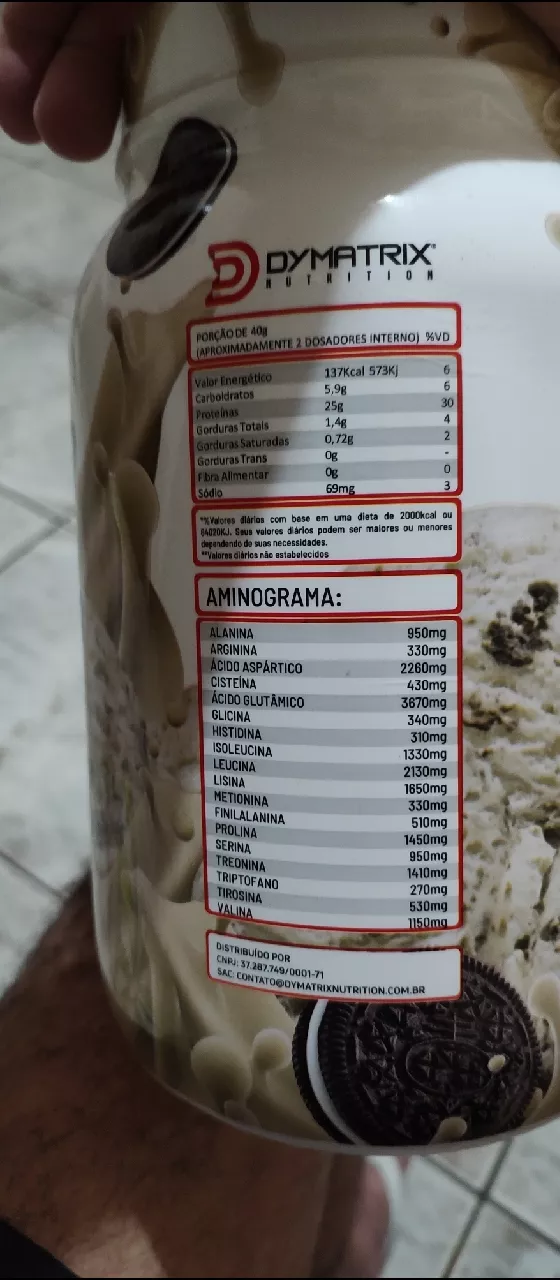 DYMATRIX
NUTRITION
PORÇÃO DE 40g
(APROXIMADAMENTE 2 DOSADORES INTERNO) %VD
Valor Energético 137Kcal 573Kj 6
Carboidratos 5,9g 6
Proteínas 25g 30
Gorduras Totais 1,4g 4
Gorduras Saturadas 0,72g 2
Gorduras Trans 0g -
Fibra Alimentar 0g 0
Sódio 69mg 3
*%Valores diários com base em uma dieta de 2000kcal ou
84020KJ. Seus valores diários podem ser maiores ou menores
dependendo de suas necessidades.
**Valores diários não estabelecidos
AMINOGRAMA:
ALANINA 950mg
ARGININA 330mg
ÁCIDO ASPÁRTICO 2260mg
CISTEÍNA 430mg
ÁCIDO GLUTÂMICO 3670mg
GLICINA 340mg
HISTIDINA 310mg
ISOLEUCINA 1330mg
LEUCINA 2130mg
LISINA 1650mg
METIONINA 330mg
FINILALANINA 510mg
PROLINA 1450mg
SERINA 950mg
TREONINA 1410mg
TRIPTOFANO 270mg
TIROSINA 530mg
VALINA 1150mg
DISTRIBUÍDO POR
CNPJ: 37.287.749/0001-71
SAC: CONTATO@DYMATRIXNUTRITION.COM.BR